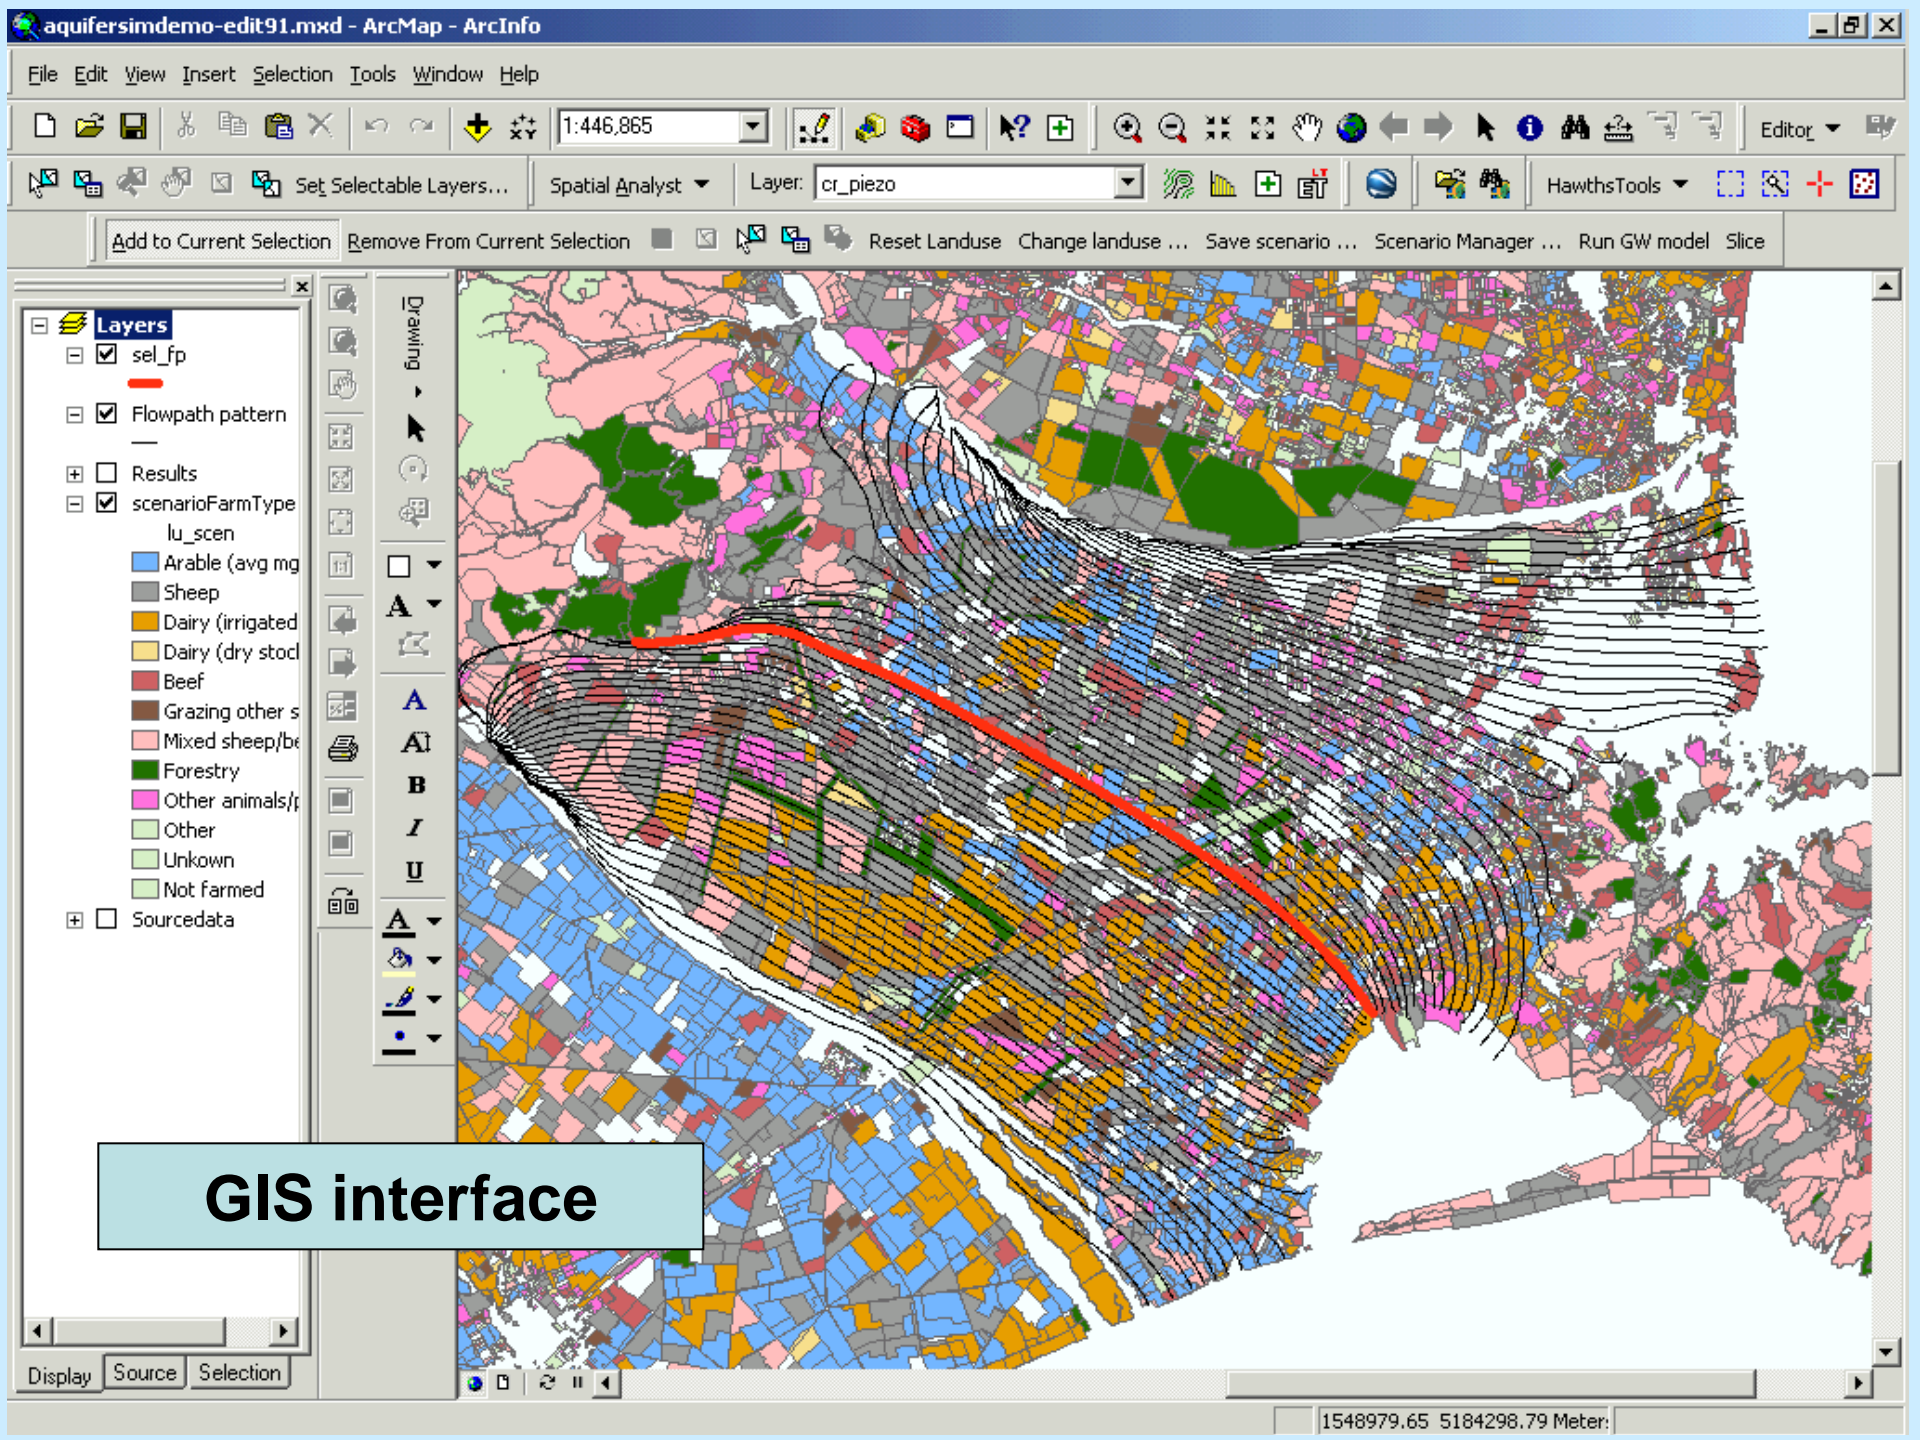 aquifersimdemo-edit91.mxd - ArcMap - ArcInfo
File Edit View Insert Selection Tools Window Help
1:446,865
Editor
Set Selectable Layers...
Spatial Analyst
Layer: cr_piezo
HawthsTools
Add to Current Selection Remove From Current Selection Reset Landuse Change landuse ... Save scenario ... Scenario Manager ... Run GW model Slice
Layers
sel_fp
Flowpath pattern
Results
scenarioFarmType
lu_scen
Arable (avg mg
Sheep
Dairy (irrigated
Dairy (dry stocl
Beef
Grazing other s
Mixed sheep/be
Forestry
Other animals/p
Other
Unkown
Not farmed
Sourcedata
Drawing
1:1
A
A
A
B
I
U
A
GIS interface
Display Source Selection
1548979.65 5184298.79 Meter: